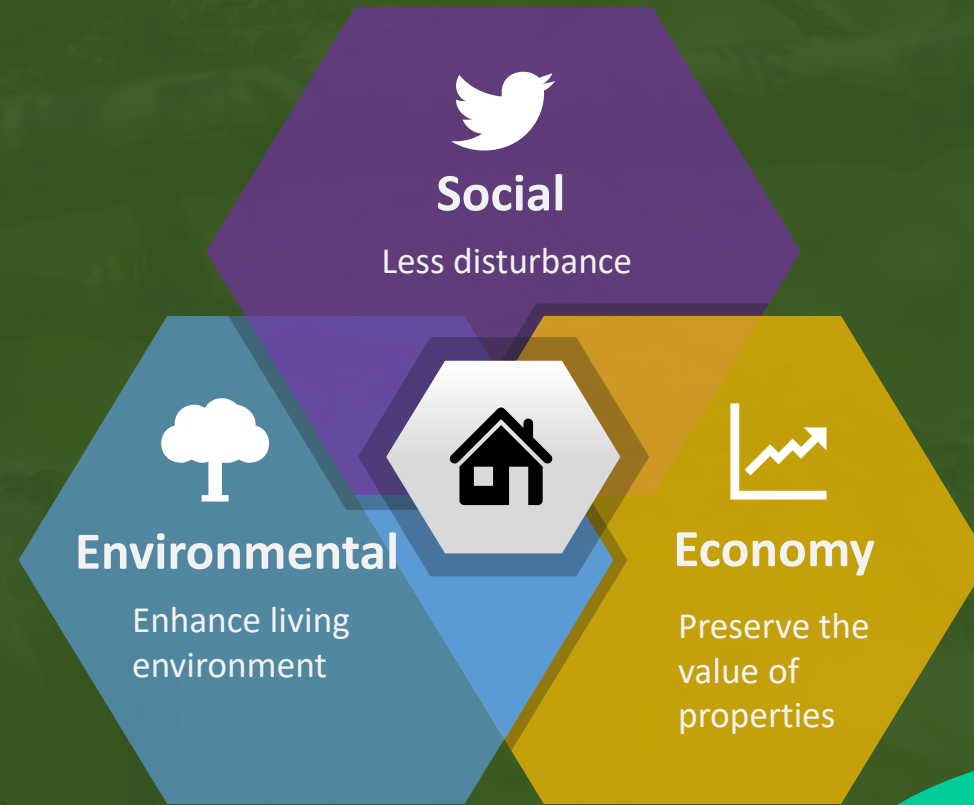 Social
Less disturbance
Environmental
Enhance living
environment
Economy
Preserve the
value of
properties